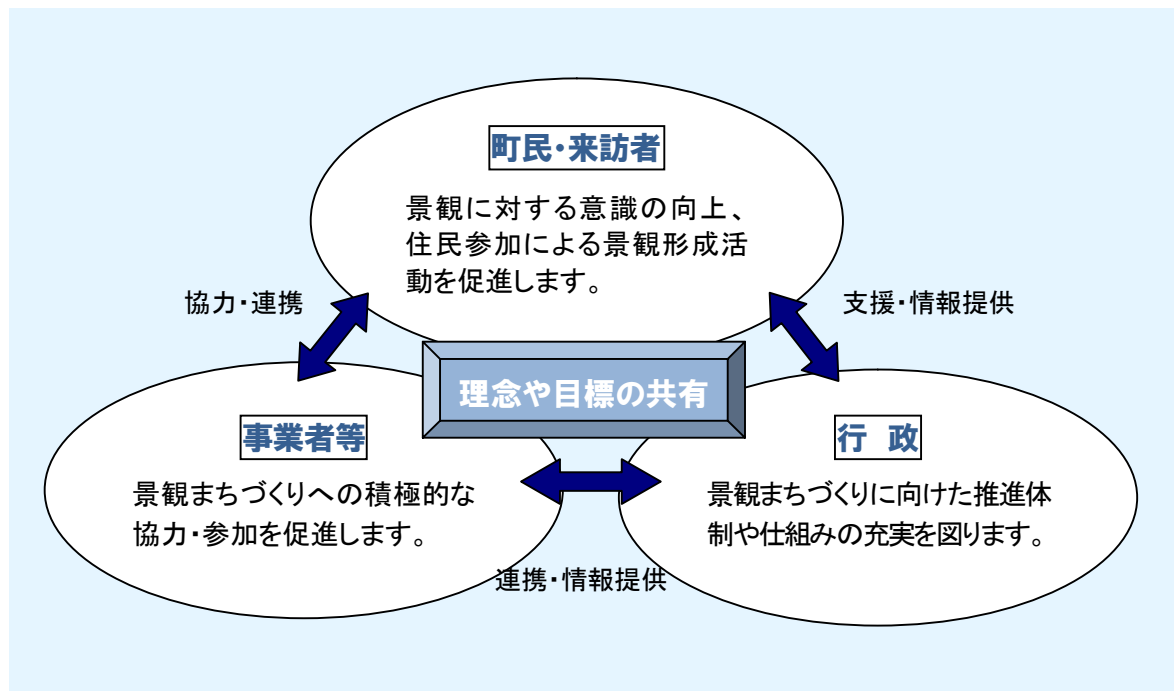 町民・来訪者
景観に対する意識の向上、
住民参加による景観形成活
動を促進します。
協力・連携
支援・情報提供
理念や目標の共有
事業者等
景観まちづくりへの積極的な
協力・参加を促進します。
行 政
景観まちづくりに向けた推進体
制や仕組みの充実を図ります。
連携・情報提供